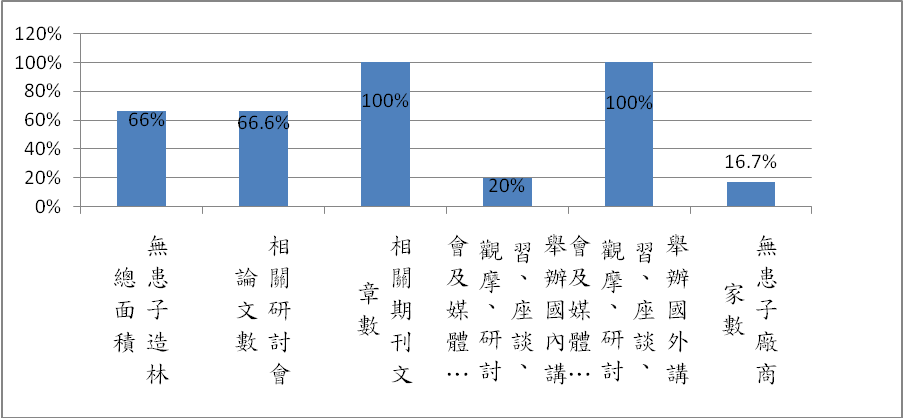 120%
100%
80%
60%
40%
20%
0%
66%
66.6%
100%
20%
100%
16.7%
無患子造林
總面積
相關研討會
論文數
相關期刊文
章數
舉辦國內講
習、座談、
觀摩、研討
會及媒體…
舉辦國外講
習、座談、
觀摩、研討
會及媒體…
無患子廠商
家數